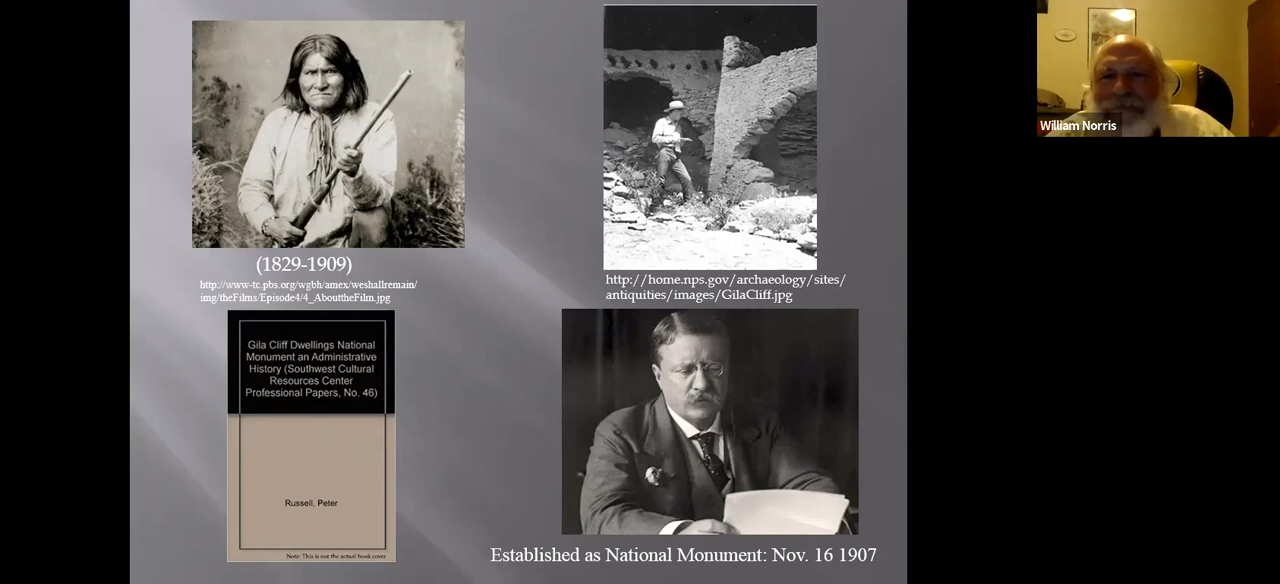 (1829-1909)
http://www-tc.pbs.org/wgbh/amex/weshallremain/
img/theFilms/Episode4/4_AbouttheFilm.jpg
http://home.nps.gov/archaeology/sites/
antiquities/images/GilaCliff.jpg
Gila Cliff Dwellings National
Monument an Administrative
History (Southwest Cultural
Resources Center
Professional Papers, No. 46)
Russell, Peter
Note: This is not the actual book cover
Established as National Monument: Nov. 16 1907
William Norris